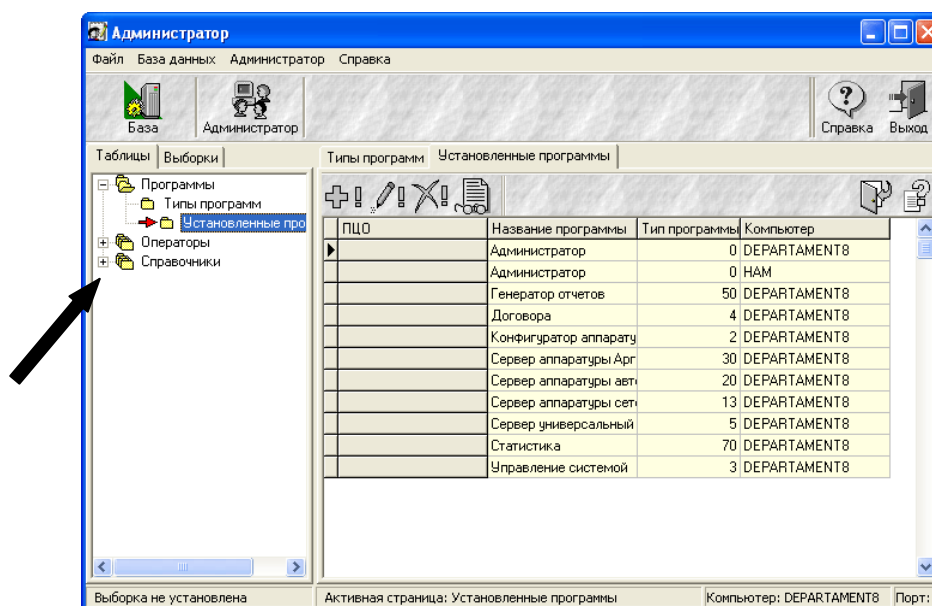 Администратор
Файл База данных Администратор Справка
База Администратор Справка Выход
Таблицы Выборки Типы программ Установленные программы
Программы
Типы программ
Установленные про
Операторы
Справочники
ПЦО Название программы Тип программы Компьютер
Администратор 0 DEPARTAMENT8
Администратор 0 НАМ
Генератор отчетов 50 DEPARTAMENT8
Договора 4 DEPARTAMENT8
Конфигуратор аппарату 2 DEPARTAMENT8
Сервер аппаратуры Арг 30 DEPARTAMENT8
Сервер аппаратуры авт 20 DEPARTAMENT8
Сервер аппаратуры сет 13 DEPARTAMENT8
Сервер универсальный 5 DEPARTAMENT8
Статистика 70 DEPARTAMENT8
Управление системой 3 DEPARTAMENT8
Выборка не установлена Активная страница: Установленные программы Компьютер: DEPARTAMENT8 Порт: